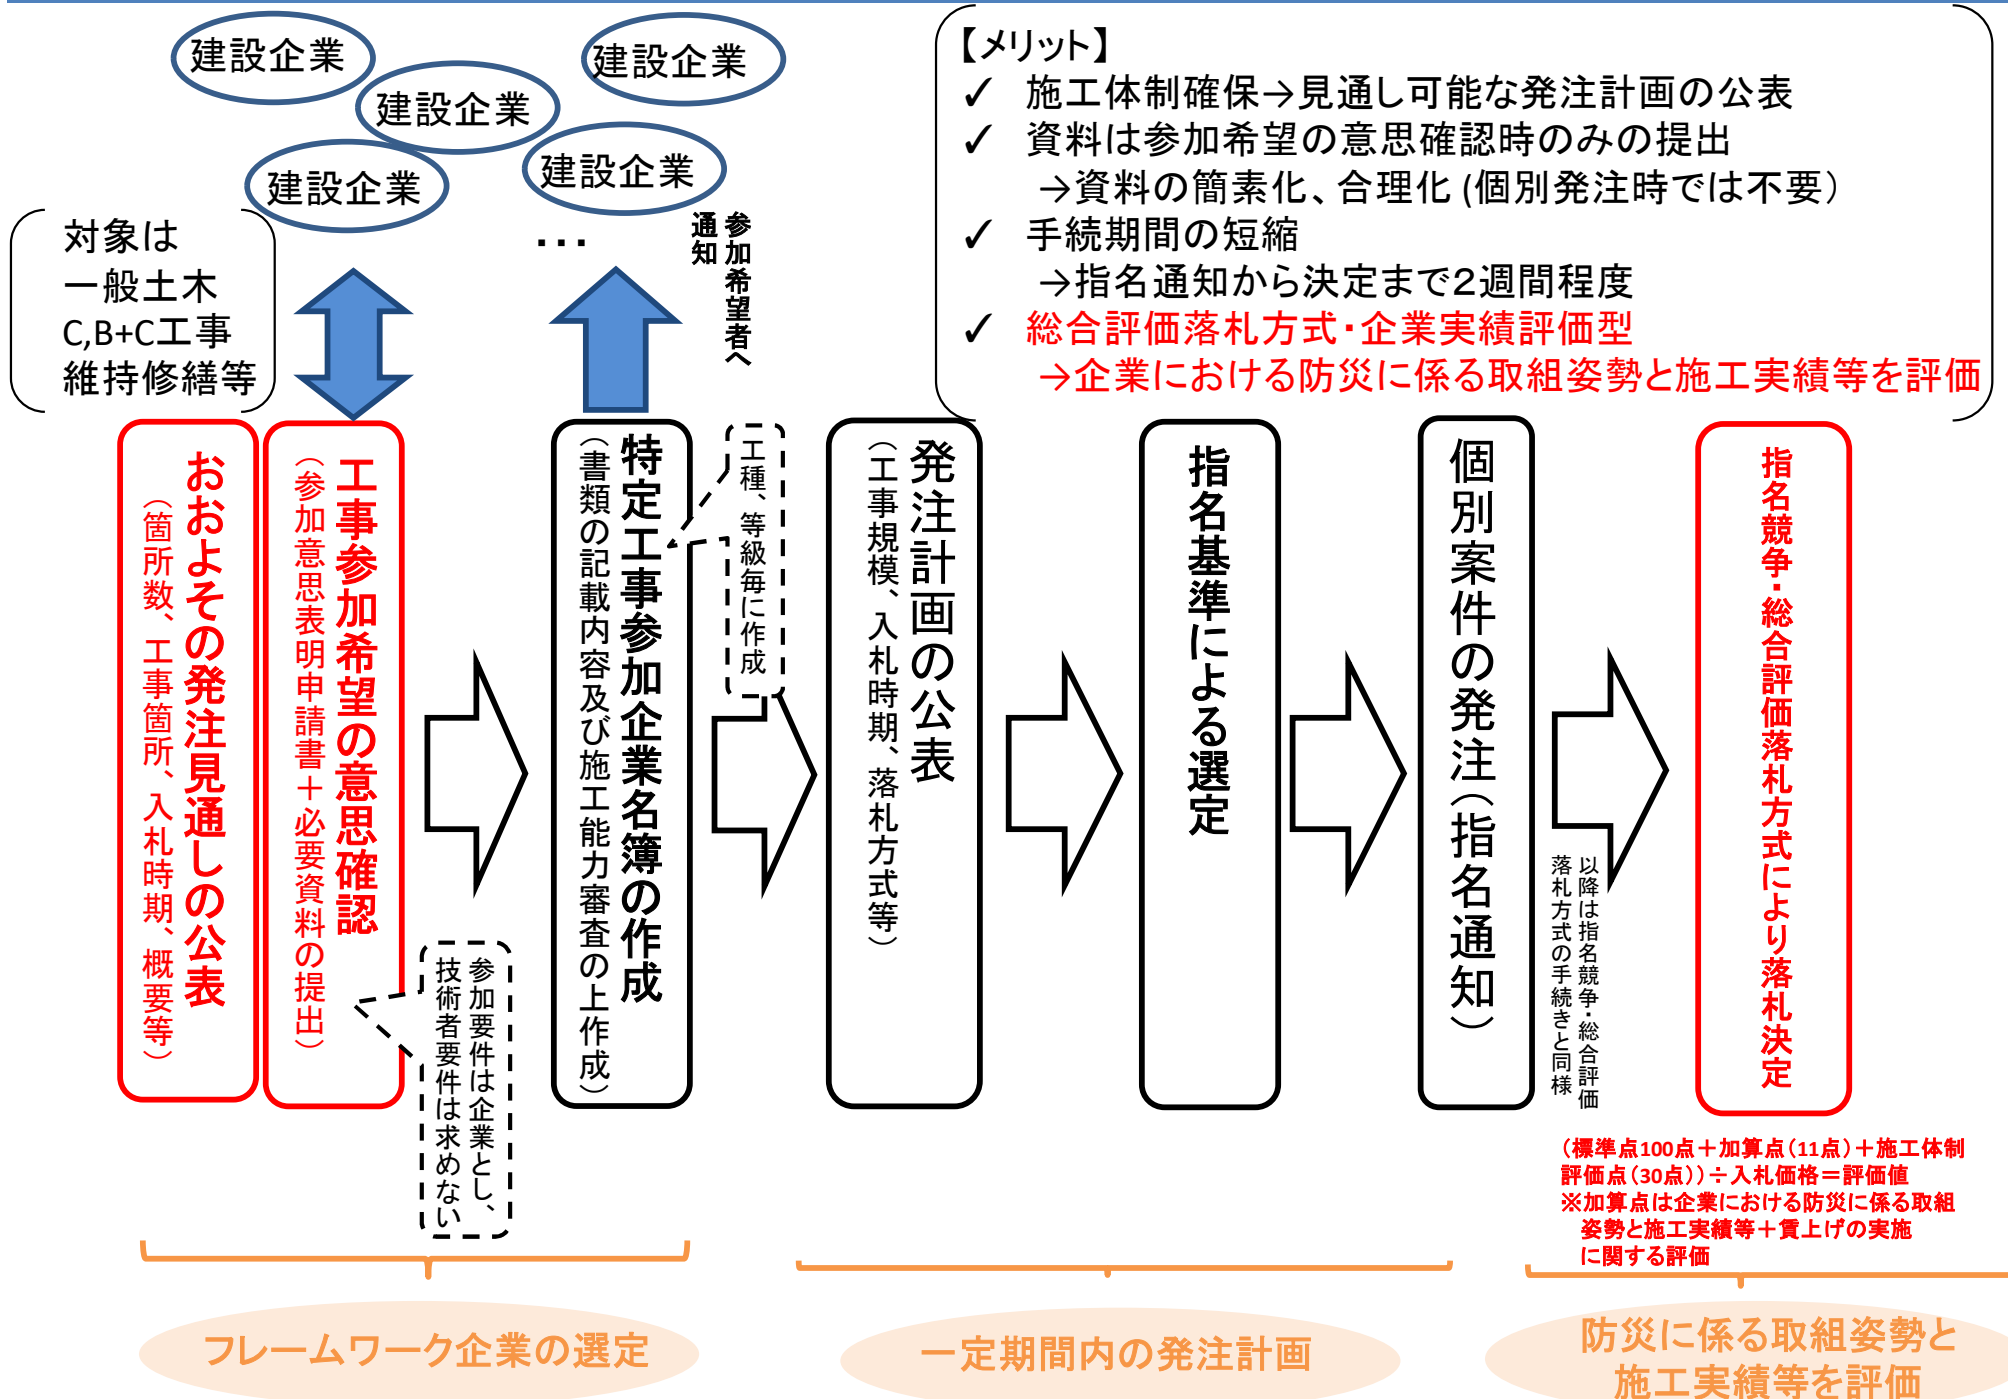 建設企業
建設企業
建設企業
建設企業
建設企業
・・・
【メリット】
✓ 施工体制確保→見通し可能な発注計画の公表
✓ 資料は参加希望の意思確認時のみの提出
→資料の簡素化、合理化 (個別発注時では不要）
✓ 手続期間の短縮
→指名通知から決定まで２週間程度
✓ 総合評価落札方式・企業実績評価型
→企業における防災に係る取組姿勢と施工実績等を評価
対象は
一般土木
C,B+C工事
維持修繕等
参加希望者へ
通知
おおよその発注見通しの公表
（箇所数、工事箇所、入札時期、概要等）
工事参加希望の意思確認
（参加意思表明申請書＋必要資料の提出）
参加要件は企業とし、
技術者要件は求めない
特定工事参加企業名簿の作成
（書類の記載内容及び施工能力審査の上作成）
工種、等級毎に作成
発注計画の公表
（工事規模、入札時期、落札方式等）
指名基準による選定
個別案件の発注（指名通知）
以降は指名競争・総合評価
落札方式の手続きと同様
指名競争・総合評価落札方式により落札決定
（標準点100点＋加算点（11点）＋施工体制
評価点（30点））÷入札価格＝評価値
※加算点は企業における防災に係る取組
姿勢と施工実績等＋賃上げの実施
に関する評価
フレームワーク企業の選定
一定期間内の発注計画
防災に係る取組姿勢と
施工実績等を評価